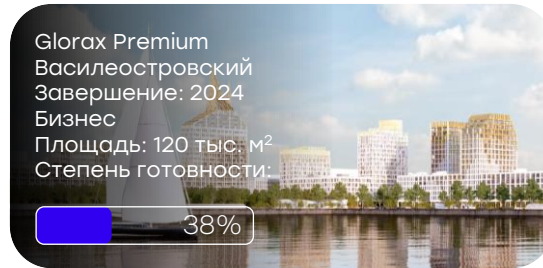 Glorax Premium
Василеостровский
Завершение: 2024
Бизнес
Площадь: 120 тыс. м²
Степень готовности:
38%